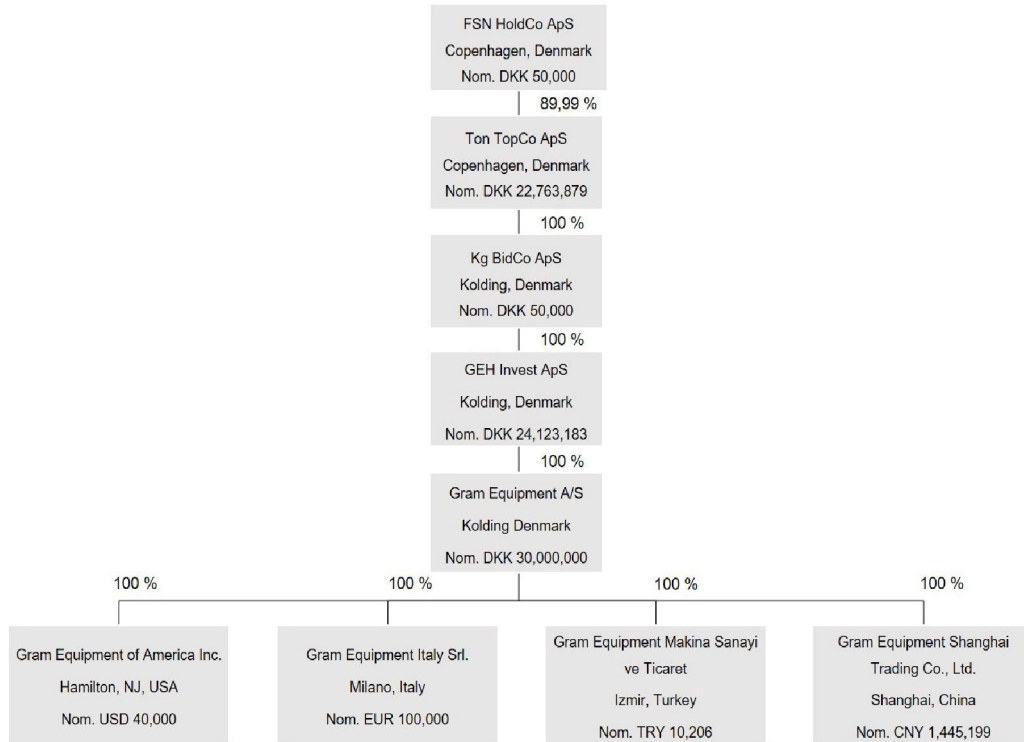 FSN HoldCo ApS
Copenhagen, Denmark
Nom. DKK 50,000
89,99 %
Ton TopCo ApS
Copenhagen, Denmark
Nom. DKK 22,763,879
100 %
Kg BidCo ApS
Kolding, Denmark
Nom. DKK 50,000
100 %
GEH Invest ApS
Kolding, Denmark
Nom. DKK 24,123,183
100 %
Gram Equipment A/S
Kolding Denmark
Nom. DKK 30,000,000
100 %
100 %
100 %
100 %
Gram Equipment of America Inc.
Hamilton, NJ, USA
Nom. USD 40,000
Gram Equipment Italy Srl.
Milano, Italy
Nom. EUR 100,000
Gram Equipment Makina Sanayi
ve Ticaret
Izmir, Turkey
Nom. TRY 10,206
Gram Equipment Shanghai
Trading Co., Ltd.
Shanghai, China
Nom. CNY 1,445,199